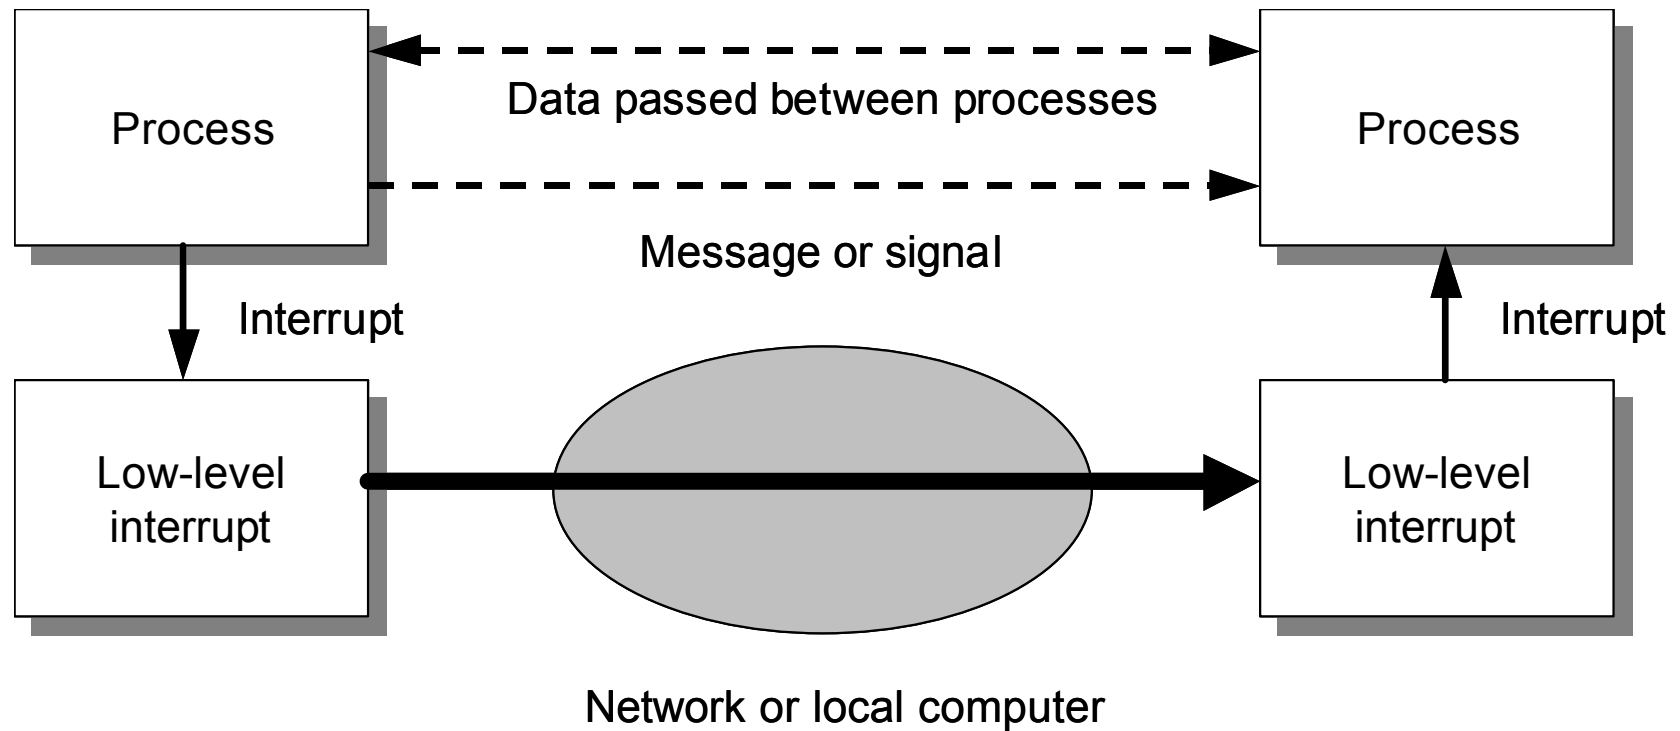 Data passed between processes
Process
Process
Message or signal
Interrupt
Interrupt
Low-level
interrupt
Low-level
interrupt
Network or local computer